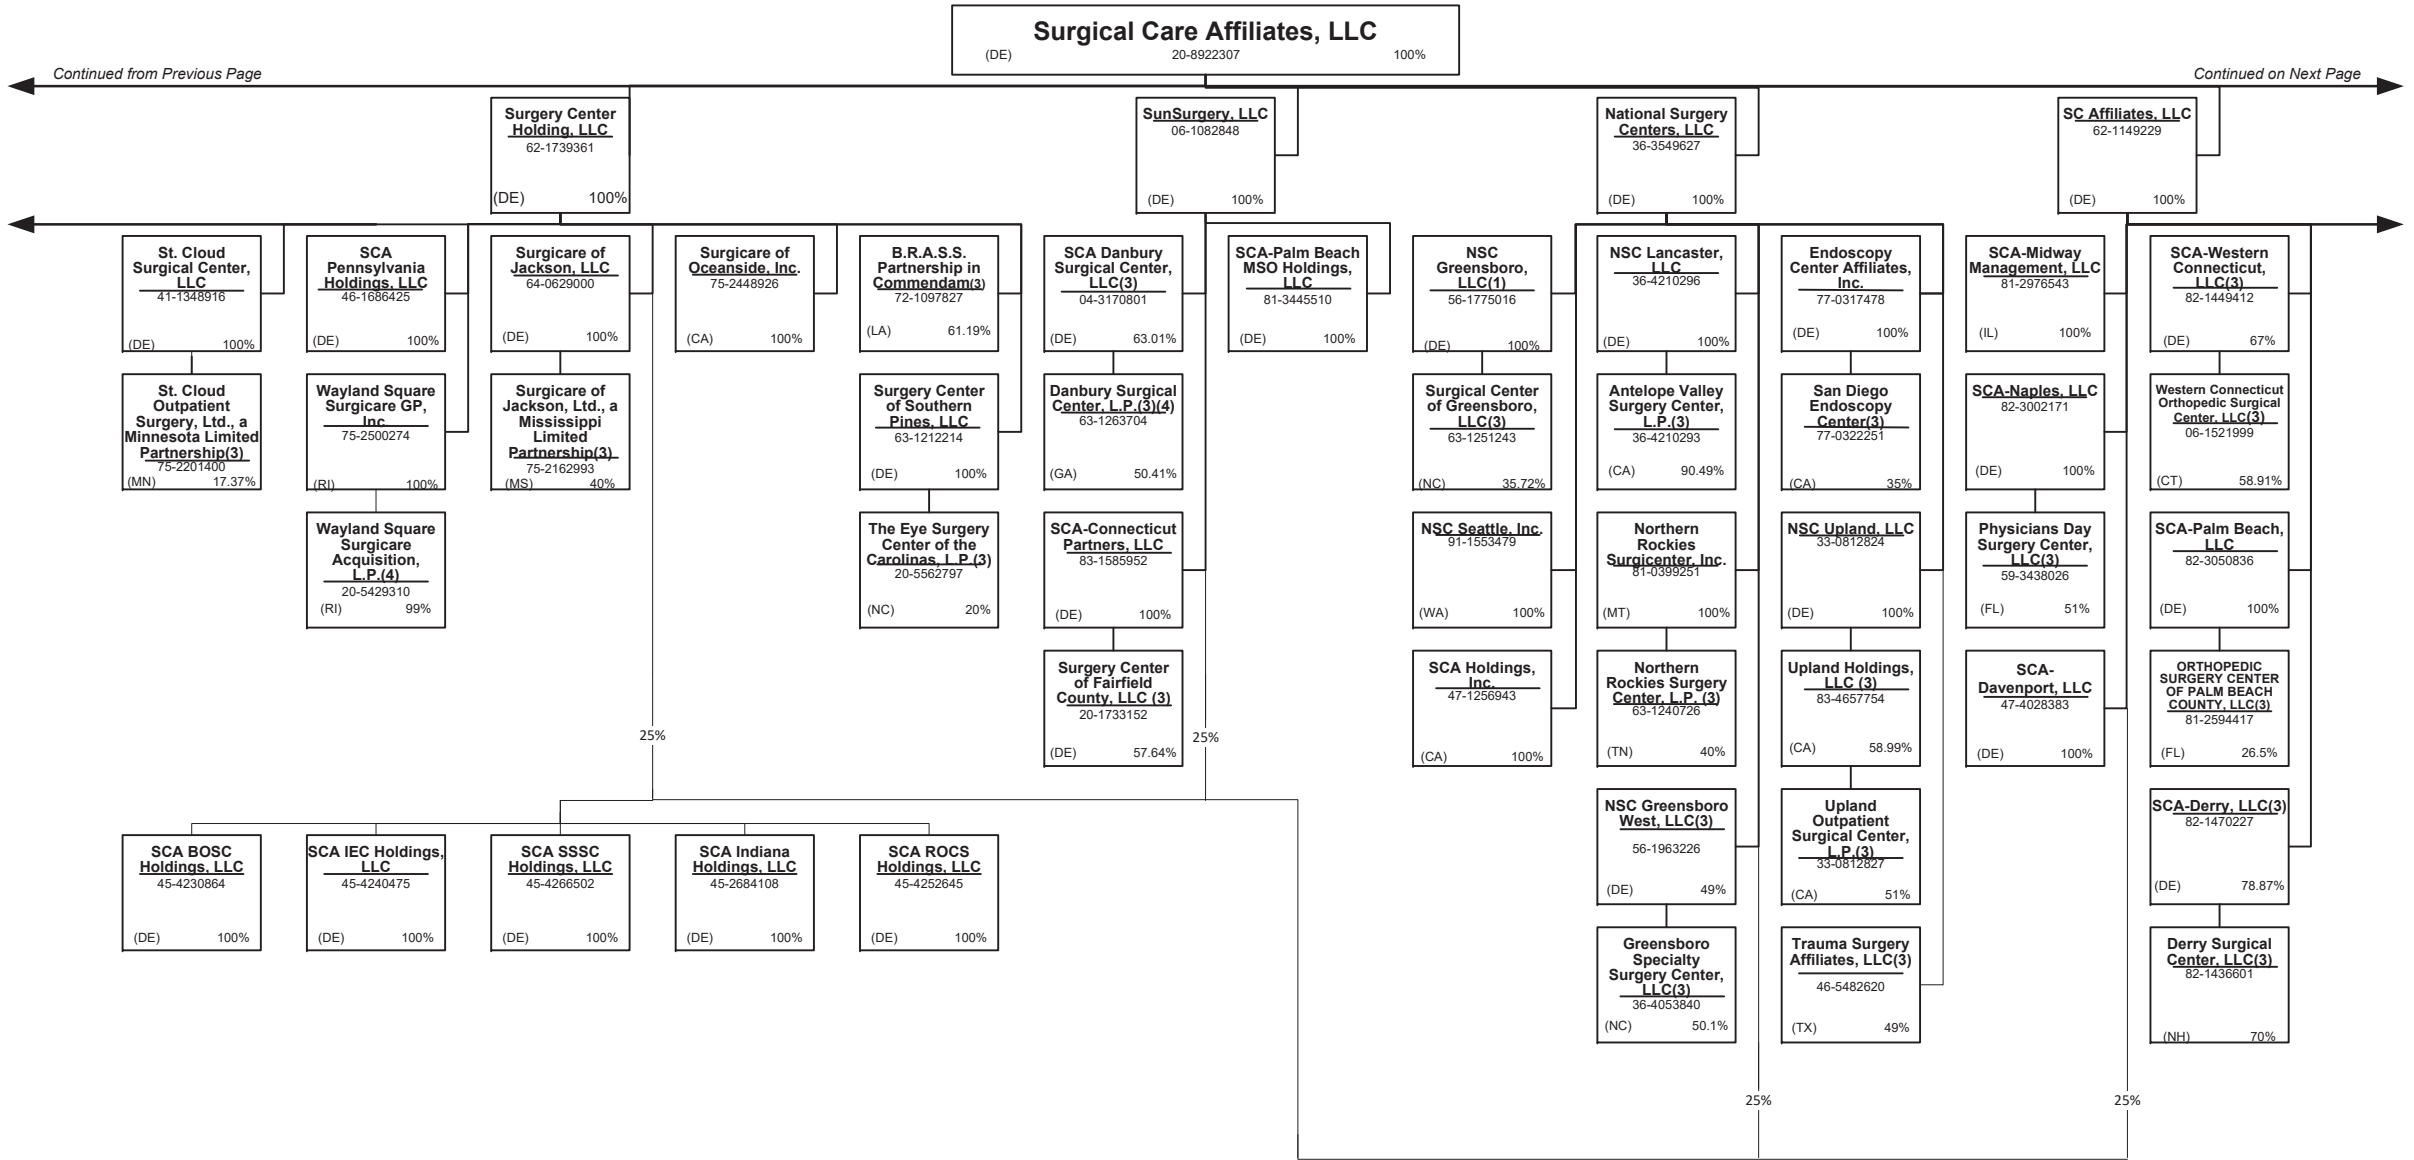 Surgical Care Affiliates, LLC
(DE) 20-8922307 100%
Continued from Previous Page
Continued on Next Page
Surgery Center
Holding, LLC
62-1739361
(DE) 100%
SunSurgery, LLC
06-1082848
(DE) 100%
National Surgery
Centers, LLC
36-3549627
(DE) 100%
SC Affiliates, LLC
62-1149229
(DE) 100%
St. Cloud
Surgical Center,
LLC
41-1348916
(DE) 100%
SCA
Pennsylvania
Holdings, LLC
46-1686425
(DE) 100%
Surgicare of
Jackson, LLC
64-0629000
(DE) 100%
Surgicare of
Oceanside, Inc.
75-2448926
(CA) 100%
B.R.A.S.S.
Partnership in
Commendam(3)
72-1097827
(LA) 61.19%
SCA Danbury
Surgical Center,
LLC(3)
04-3170801
(DE) 63.01%
SCA-Palm Beach
MSO Holdings,
LLC
81-3445510
(DE) 100%
NSC
Greensboro,
LLC(1)
56-1775016
(DE) 100%
NSC Lancaster,
LLC
36-4210296
(DE) 100%
Endoscopy
Center Affiliates,
Inc.
77-0317478
(DE) 100%
SCA-Midway
Management, LLC
81-2976543
(IL) 100%
SCA-Western
Connecticut,
LLC(3)
82-1449412
(DE) 67%
St. Cloud
Outpatient
Surgery, Ltd., a
Minnesota Limited
Partnership(3)
75-2201400
(MN) 17.37%
Wayland Square
Surgicare GP,
Inc.
75-2500274
(RI) 100%
Surgicare of
Jackson, Ltd., a
Mississippi
Limited
Partnership(3)
75-2162993
(MS) 40%
Surgery Center
of Southern
Pines, LLC
63-1212214
(DE) 100%
Danbury Surgical
Center, L.P.(3)(4)
63-1263704
(GA) 50.41%
Surgical Center
of Greensboro,
LLC(3)
63-1251243
(NC) 35.72%
Antelope Valley
Surgery Center,
L.P.(3)
36-4210293
(CA) 90.49%
San Diego
Endoscopy
Center(3)
77-0322251
(CA) 35%
SCA-Naples, LLC
82-3002171
(DE) 100%
Western Connecticut
Orthopedic Surgical
Center, LLC(3)
06-1521999
(CT) 58.91%
Wayland Square
Surgicare
Acquisition,
L.P.(4)
20-5429310
(RI) 99%
The Eye Surgery
Center of the
Carolinas, L.P.(3)
20-5562797
(NC) 20%
SCA-Connecticut
Partners, LLC
83-1585952
(DE) 100%
NSC Seattle, Inc.
91-1553479
(WA) 100%
Northern
Rockies
Surgicenter, Inc.
81-0399251
(MT) 100%
NSC Upland, LLC
33-0812824
(DE) 100%
Physicians Day
Surgery Center,
LLC(3)
59-3438026
(FL) 51%
SCA-Palm Beach,
LLC
82-3050836
(DE) 100%
Surgery Center
of Fairfield
County, LLC (3)
20-1733152
(DE) 57.64%
SCA Holdings,
Inc.
47-1256943
(CA) 100%
Northern
Rockies Surgery
Center, L.P. (3)
63-1240726
(TN) 40%
Upland Holdings,
LLC (3)
83-4657754
(CA) 58.99%
SCA-
Davenport, LLC
47-4028383
(DE) 100%
ORTHOPEDIC
SURGERY CENTER
OF PALM BEACH
COUNTY, LLC(3)
81-2594417
(FL) 26.5%
25%
25%
NSC Greensboro
West, LLC(3)
56-1963226
(DE) 49%
Upland
Outpatient
Surgical Center,
L.P.(3)
33-0812827
(CA) 51%
SCA-Derry, LLC(3)
82-1470227
(DE) 78.87%
SCA BOSC
Holdings, LLC
45-4230864
(DE) 100%
SCA IEC Holdings,
LLC
45-4240475
(DE) 100%
SCA SSSC
Holdings, LLC
45-4266502
(DE) 100%
SCA Indiana
Holdings, LLC
45-2684108
(DE) 100%
SCA ROCS
Holdings, LLC
45-4252645
(DE) 100%
Greensboro
Specialty
Surgery Center,
LLC(3)
36-4053840
(NC) 50.1%
Trauma Surgery
Affiliates, LLC(3)
46-5482620
(TX) 49%
Derry Surgical
Center, LLC(3)
82-1436601
(NH) 70%
25%
25%